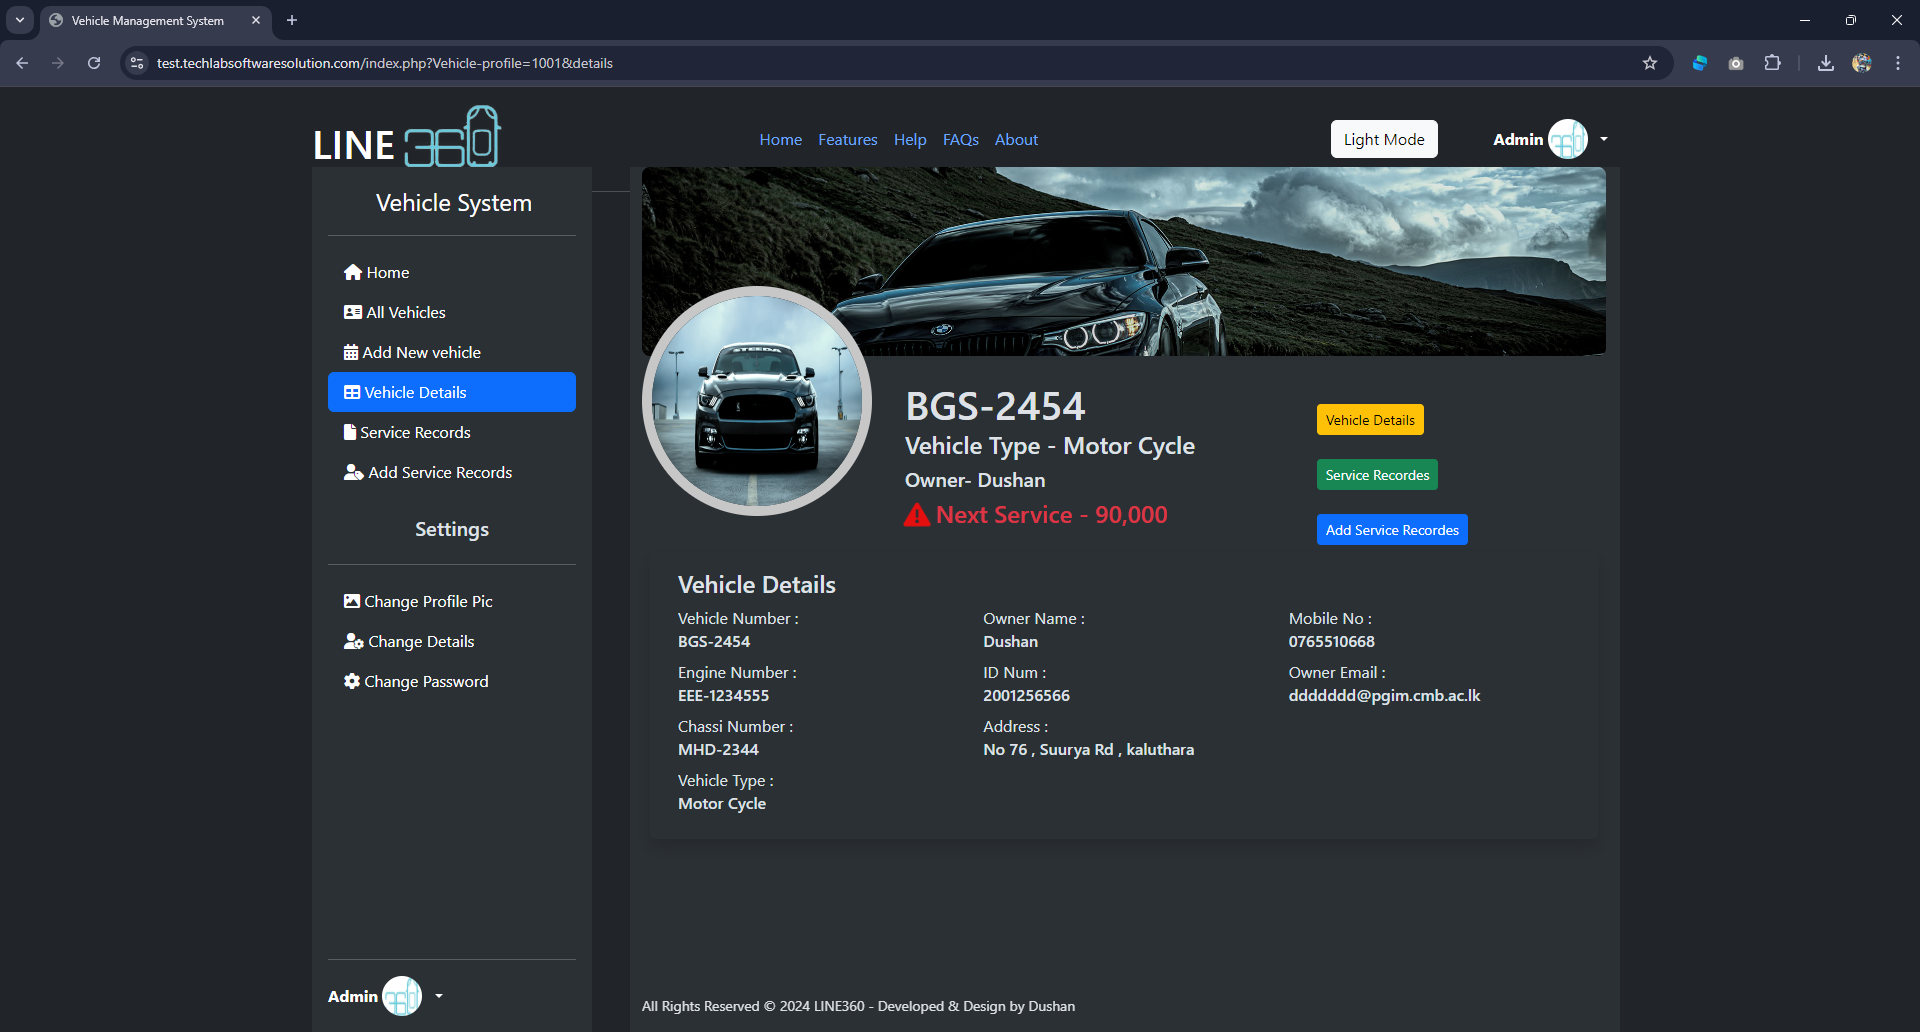 Vehicle Management System
test.techlabsoftwaresolution.com/index.php?Vehicle-profile=1001&details
LINE 360
Home Features Help FAQs About
Light Mode
Admin
Vehicle System
Home
All Vehicles
Add New vehicle
Vehicle Details
Service Records
Add Service Records
Settings
Change Profile Pic
Change Details
Change Password
Admin
STEEDA
BGS-2454
Vehicle Type - Motor Cycle
Owner- Dushan
Next Service - 90,000
Vehicle Details
Service Recordes
Add Service Recordes
Vehicle Details
Vehicle Number :
BGS-2454
Engine Number :
EEE-1234555
Chassi Number :
MHD-2344
Vehicle Type :
Motor Cycle
Owner Name :
Dushan
ID Num :
2001256566
Address :
No 76 , Suurya Rd , kaluthara
Mobile No :
0765510668
Owner Email :
ddddddd@pgim.cmb.ac.lk
All Rights Reserved © 2024 LINE360 - Developed & Design by Dushan